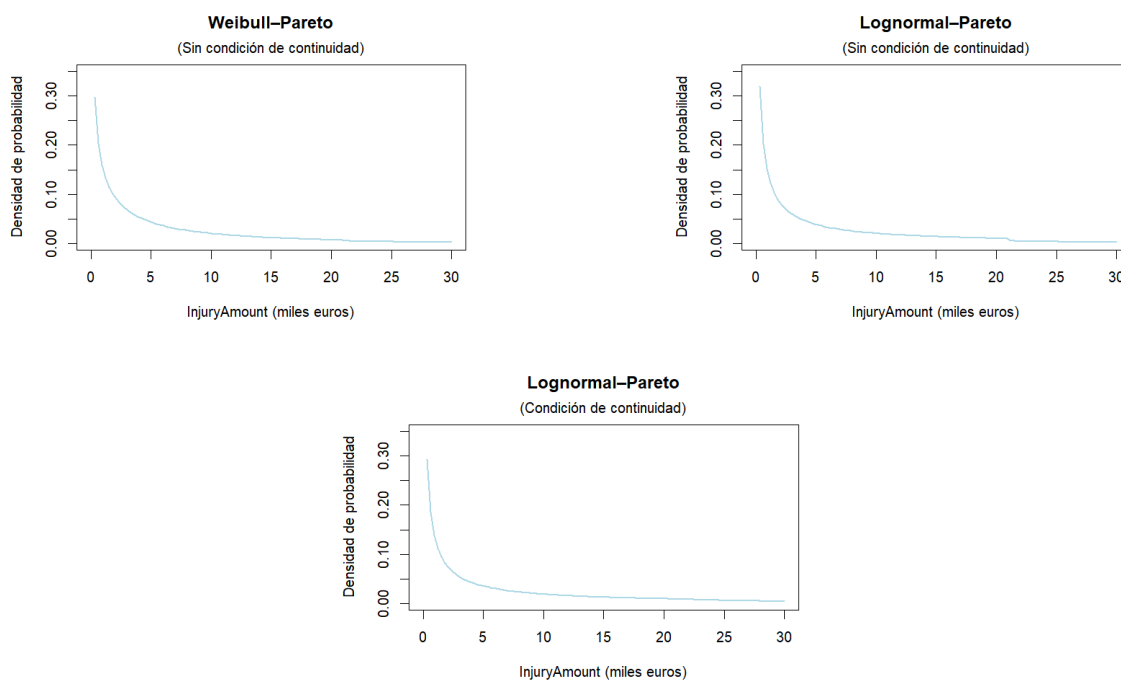 Weibull–Pareto
(Sin condición de continuidad)
Densidad de probabilidad
0.00 0.10 0.20 0.30
0 5 10 15 20 25 30
InjuryAmount (miles euros)
Lognormal–Pareto
(Sin condición de continuidad)
Densidad de probabilidad
0.00 0.10 0.20 0.30
0 5 10 15 20 25 30
InjuryAmount (miles euros)
Lognormal–Pareto
(Condición de continuidad)
Densidad de probabilidad
0.00 0.10 0.20 0.30
0 5 10 15 20 25 30
InjuryAmount (miles euros)